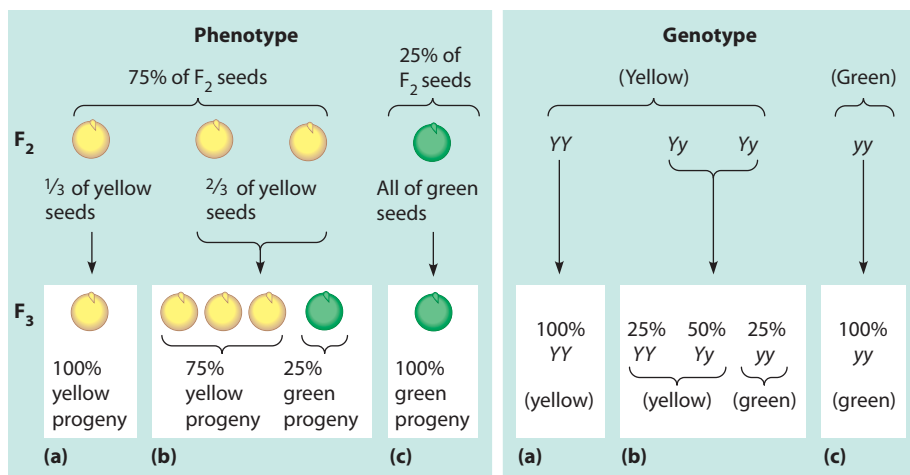 Phenotype
75% of F2 seeds
25% of
F2 seeds
F2
1/3 of yellow
seeds
2/3 of yellow
seeds
All of green
seeds
F3
100%
yellow
progeny
75%
yellow
progeny
25%
green
progeny
100%
green
progeny
(a)
(b)
(c)
Genotype
(Yellow)
(Green)
YY
Yy
Yy
yy
100%
YY
(yellow)
25%
YY
50%
Yy
(yellow)
25%
yy
(green)
100%
yy
(green)
(a)
(b)
(c)